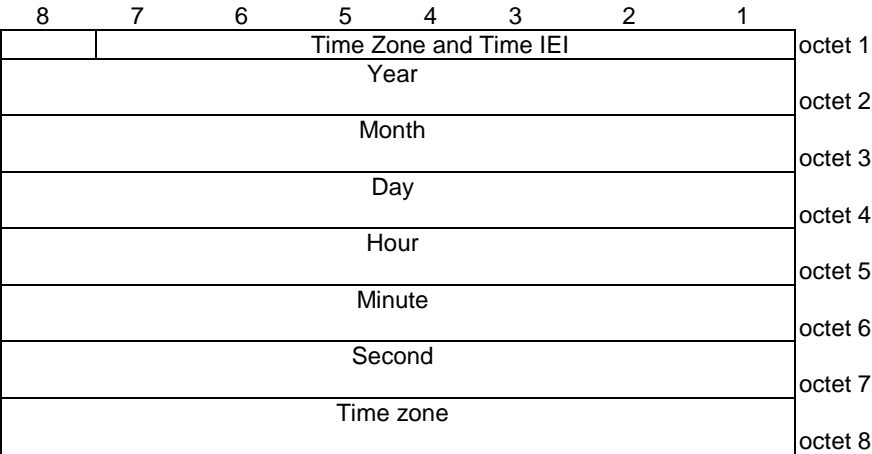 8 7 6 5 4 3 2 1
Time Zone and Time IEI octet 1
Year
octet 2
Month
octet 3
Day
octet 4
Hour
octet 5
Minute
octet 6
Second
octet 7
Time zone
octet 8